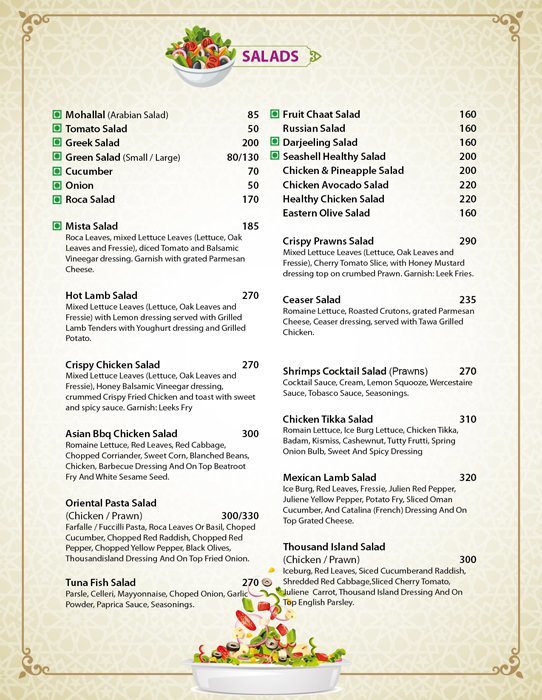 SALADS
Mohallal (Arabian Salad) 85
Tomato Salad 50
Greek Salad 200
Green Salad (Small / Large) 80/130
Cucumber 70
Onion 50
Roca Salad 170
Mista Salad 185
Roca Leaves, mixed Lettuce Leaves (Lettuce, Oak
Leaves and Fressie), diced Tomato and Balsamic
Vineegar dressing. Garnish with grated Parmesan
Cheese.
Hot Lamb Salad 270
Mixed Lettuce Leaves (Lettuce, Oak Leaves and
Fressie) with Lemon dressing served with Grilled
Lamb Tenders with Youghurt dressing and Grilled
Potato.
Crispy Chicken Salad 270
Mixed Lettuce Leaves (Lettuce, Oak Leaves and
Fressie), Honey Balsamic Vineegar dressing,
crummed Crispy Fried Chicken and toast with sweet
and spicy sauce. Garnish: Leeks Fry
Asian Bbq Chicken Salad 300
Romaine Lettuce, Red Leaves, Red Cabbage,
Chopped Corriander, Sweet Corn, Blanched Beans,
Chicken, Barbecue Dressing And On Top Beatroot
Fry And White Sesame Seed.
Oriental Pasta Salad
(Chicken / Prawn) 300/330
Farfalle / Fuccilli Pasta, Roca Leaves Or Basil, Choped
Cucumber, Chopped Red Raddish, Chopped Red
Pepper, Chopped Yellow Pepper, Black Olives,
Thousandisland Dressing And On Top Fried Onion.
Tuna Fish Salad 270
Parsle, Celleri, Mayyonnaise, Choped Onion, Garlic
Powder, Paprica Sauce, Seasonings.
Fruit Chaat Salad 160
Russian Salad 160
Darjeeling Salad 160
Seashell Healthy Salad 200
Chicken & Pineapple Salad 200
Chicken Avocado Salad 220
Healthy Chicken Salad 220
Eastern Olive Salad 160
Crispy Prawns Salad 290
Mixed Lettuce Leaves (Lettuce, Oak Leaves and
Fressie), Cherry Tomato Slice, with Honey Mustard
dressing top on crumbed Prawn. Garnish: Leek Fries.
Ceaser Salad 235
Romaine Lettuce, Roasted Crutons, grated Parmesan
Cheese, Ceaser dressing, served with Tawa Grilled
Chicken.
Shrimps Cocktail Salad (Prawns) 270
Cocktail Sauce, Cream, Lemon Squooze, Wercestaire
Sauce, Tobasco Sauce, Seasonings.
Chicken Tikka Salad 310
Romain Lettuce, Ice Burg Lettuce, Chicken Tikka,
Badam, Kismiss, Cashewnut, Tutty Frutti, Spring
Onion Bulb, Sweet And Spicy Dressing
Mexican Lamb Salad 320
Ice Burg, Red Leaves, Fressie, Julien Red Pepper,
Juliene Yellow Pepper, Potato Fry, Sliced Oman
Cucumber, And Catalina (French) Dressing And On
Top Grated Cheese.
Thousand Island Salad
(Chicken / Prawn) 300
Iceburg, Red Leaves, Siced Cucumberand Raddish,
Shredded Red Cabbage,Sliced Cherry Tomato,
Juliene Carrot, Thousand Island Dressing And On
Top English Parsley.